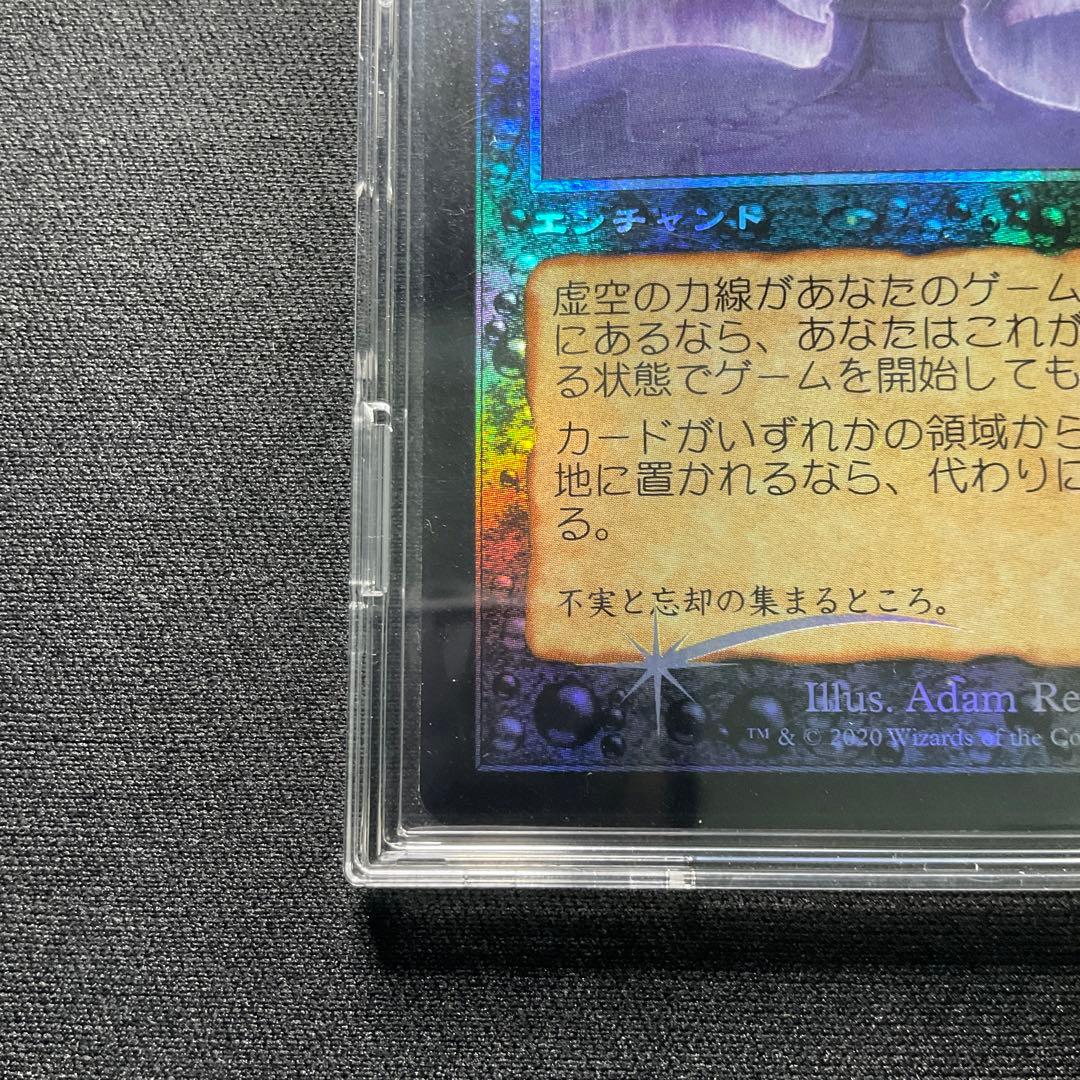 エンチャント
虚空の力線があなたのゲーム
にあるなら、あなたはこれが
る状態でゲームを開始しても
カードがいずれかの領域から
地に置かれるなら、代わりに
る。
不実と忘却の集まるところ。
Illus. Adam Re
™ & © 2020 Wizards of the Co